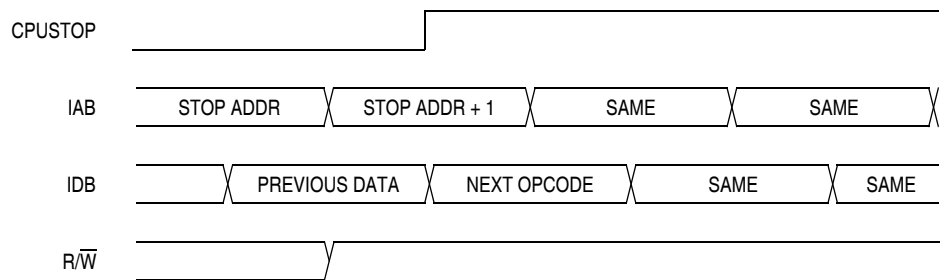 CPUSTOP
IAB STOP ADDR STOP ADDR + 1 SAME SAME
IDB PREVIOUS DATA NEXT OPCODE SAME SAME
R/W̅